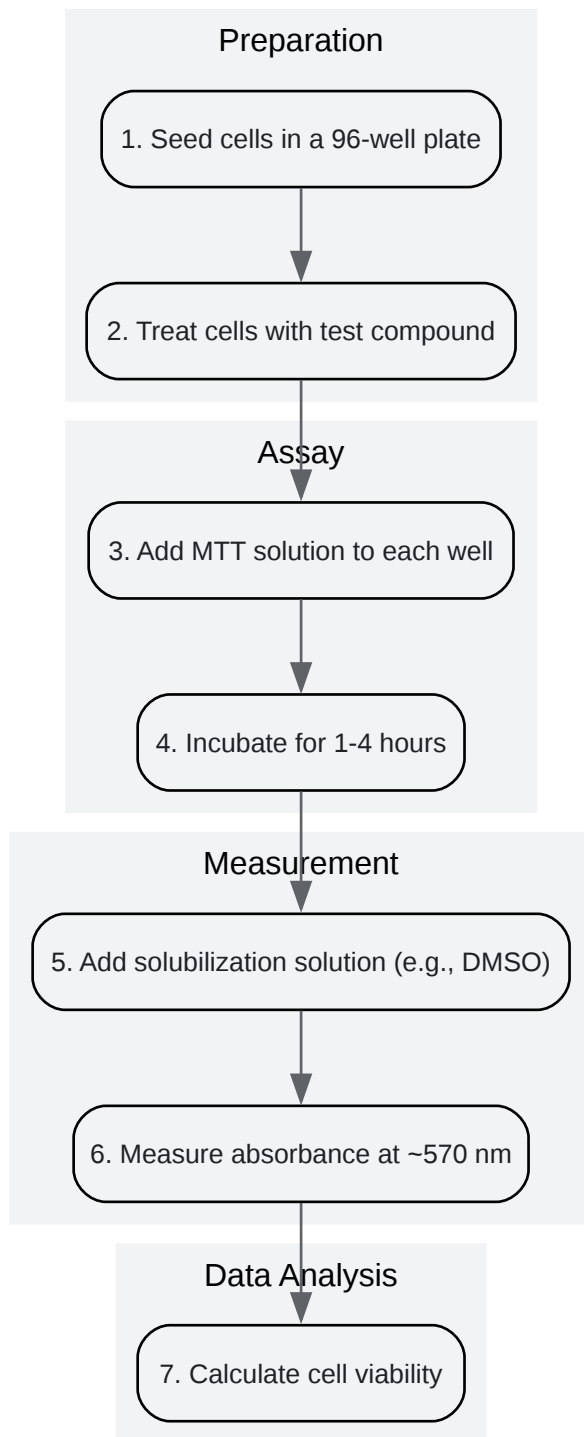 Preparation
1. Seed cells in a 96-well plate
2. Treat cells with test compound
Assay
3. Add MTT solution to each well
4. Incubate for 1-4 hours
Measurement
5. Add solubilization solution (e.g., DMSO)
6. Measure absorbance at ~570 nm
Data Analysis
7. Calculate cell viability